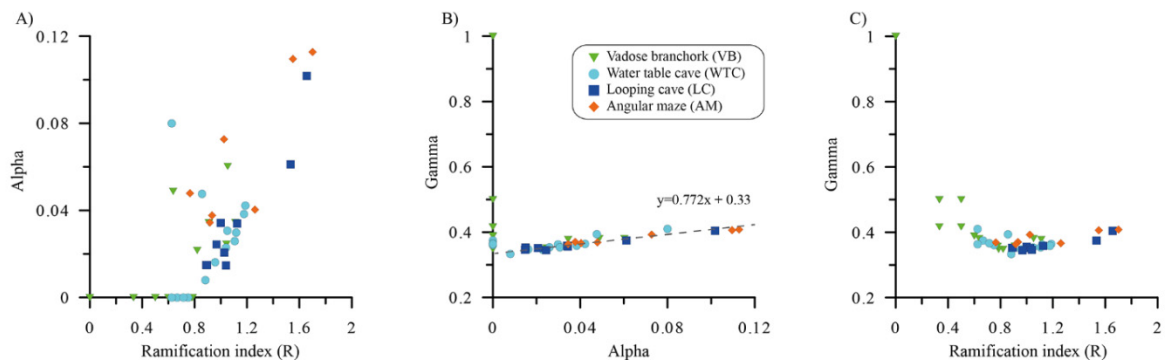 A)
Alpha
0.12
0.08
0.04
0
0 0.4 0.8 1.2 1.6 2
Ramification index (R)
B)
Gamma
1
0.8
0.6
0.4
0.2
Vadose branchork (VB)
Water table cave (WTC)
Looping cave (LC)
Angular maze (AM)
y=0.772x + 0.33
0 0.04 0.08 0.12
Alpha
C)
Gamma
1
0.8
0.6
0.4
0.2
0 0.4 0.8 1.2 1.6 2
Ramification index (R)